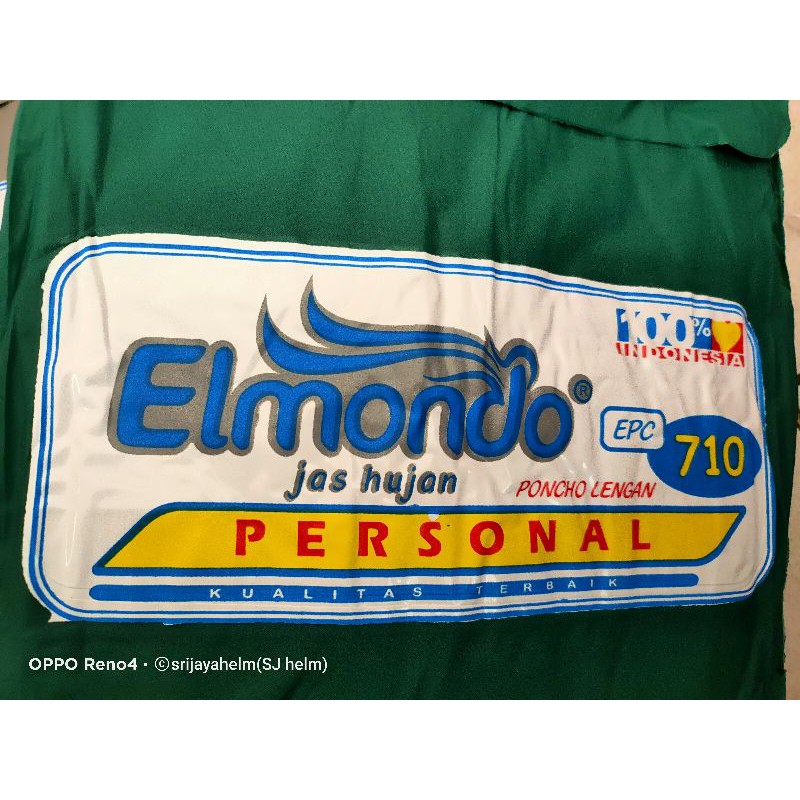 100%
INDONESIA
Elmondo®
EPC 710
jas hujan
PONCHO LENGAN
PERSONAL
KUALITAS TERBAIK
OPPO Reno4 · ©srijayahelm(SJ helm)